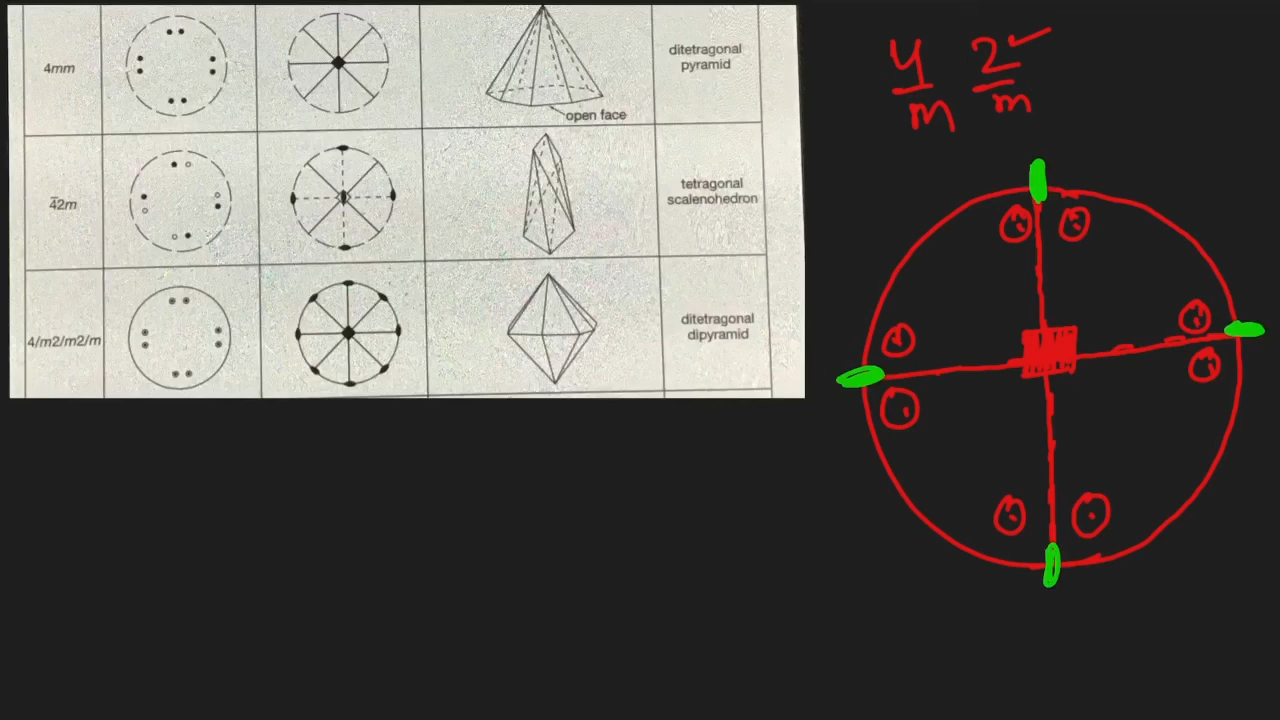 4mm
ditetragonal
pyramid
open face
4̄2m
tetragonal
scalenohedron
4/m2/m2/m
ditetragonal
dipyramid
4 2
m m